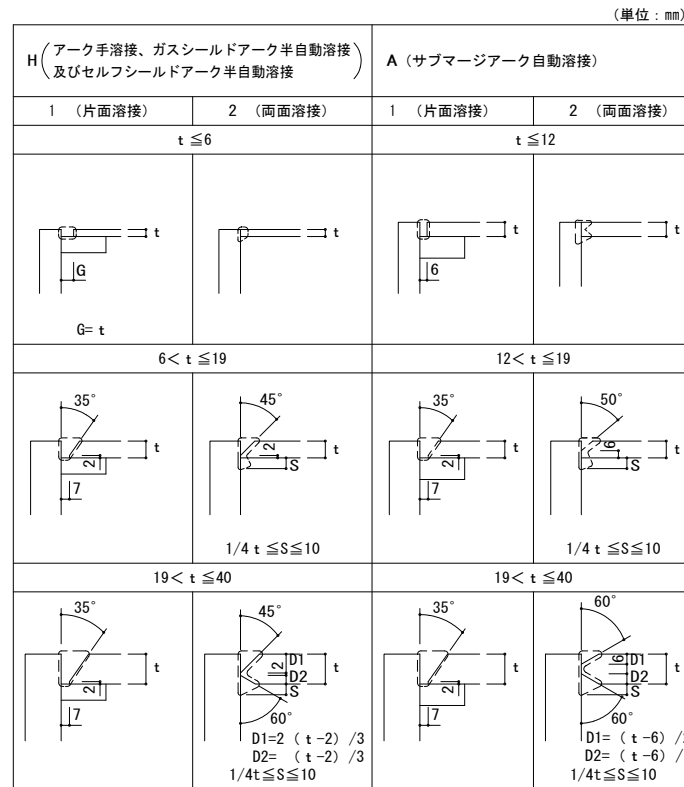 (単位：mm)
H(アーク手溶接、ガスシールドアーク半自動溶接
及びセルフシールドアーク半自動溶接)
A (サブマージアーク自動溶接)
1 (片面溶接)
2 (両面溶接)
1 (片面溶接)
2 (両面溶接)
t≦6
t≦12
t
G
G= t
t
t
6
t
6＜ t ≦19
12＜ t ≦19
35°
t
2
7
45°
t
2
S
1/4 t ≦S≦10
35°
t
2
7
50°
t
6
S
1/4 t ≦S≦10
19＜ t ≦40
19＜ t ≦40
35°
t
2
7
45°
D1
2
D2
t
S
60°
D1=2 (t-2) /3
D2= (t-2) /3
1/4t≦S≦10
35°
t
2
7
60°
D1
6
D2
t
S
60°
D1= (t-6) /
D2= (t-6) /
1/4t≦S≦10